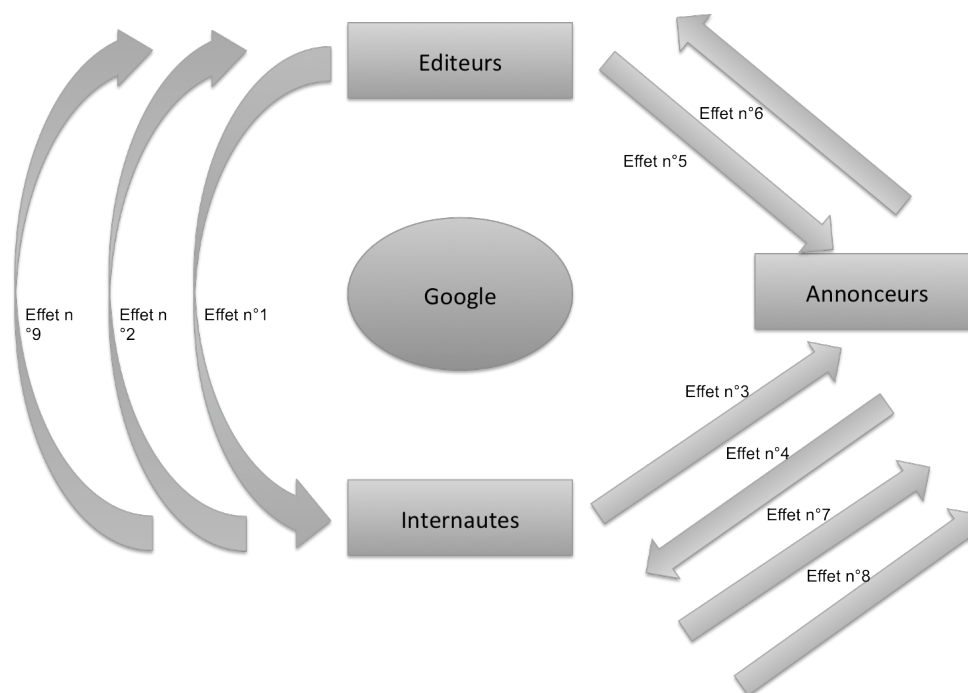 Editeurs
Effet n°6
Effet n°5
Google
Annonceurs
Effet n
°9
Effet n
°2
Effet n°1
Effet n°3
Effet n°4
Internautes
Effet n°7
Effet n°8